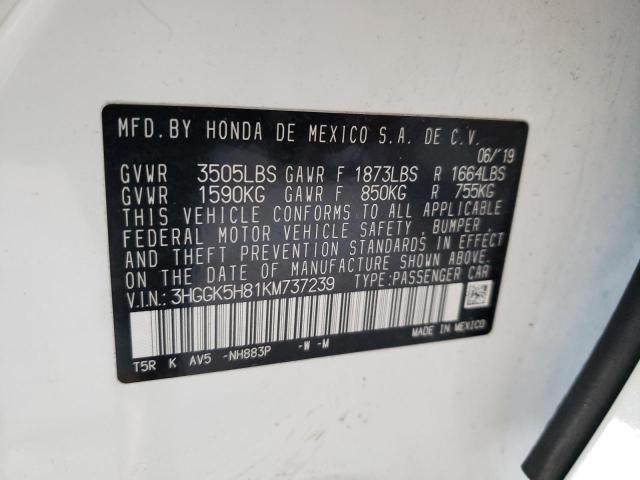 MFD. BY HONDA DE MEXICO S.A. DE C.V.
06/'19
GVWR 3505LBS GAWR F 1873LBS R 1664LBS
GVWR 1590KG GAWR F 850KG R 755KG
THIS VEHICLE CONFORMS TO ALL APPLICABLE
FEDERAL MOTOR VEHICLE SAFETY, BUMPER,
AND THEFT PREVENTION STANDARDS IN EFFECT
ON THE DATE OF MANUFACTURE SHOWN ABOVE.
V.I.N.: 3HGGK5H81KM737239 TYPE:PASSENGER CAR
MADE IN MEXICO
T5R K AV5 -NH883P -W -M